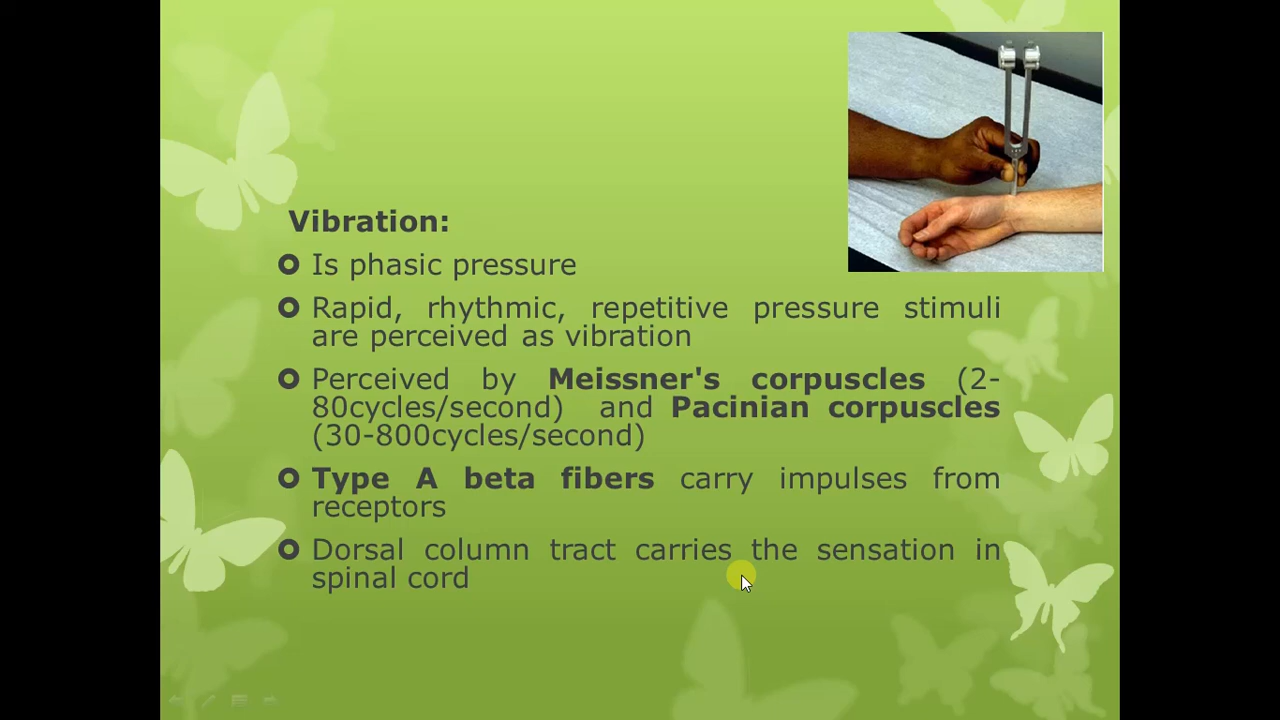 Vibration:
Is phasic pressure
Rapid, rhythmic, repetitive pressure stimuli
are perceived as vibration
Perceived by Meissner's corpuscles (2-
80cycles/second) and Pacinian corpuscles
(30-800cycles/second)
Type A beta fibers carry impulses from
receptors
Dorsal column tract carries the sensation in
spinal cord